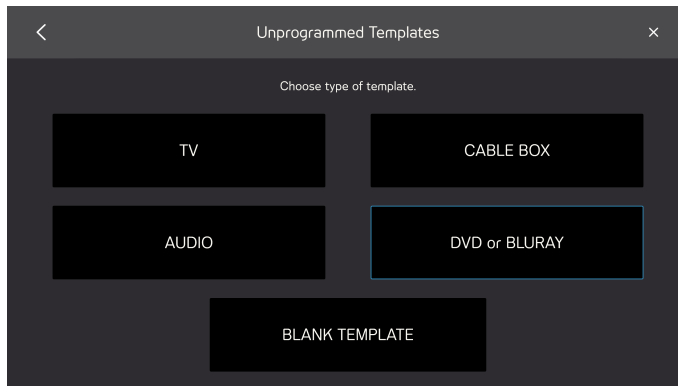 Unprogrammed Templates
Choose type of template.
TV
CABLE BOX
AUDIO
DVD or BLURAY
BLANK TEMPLATE